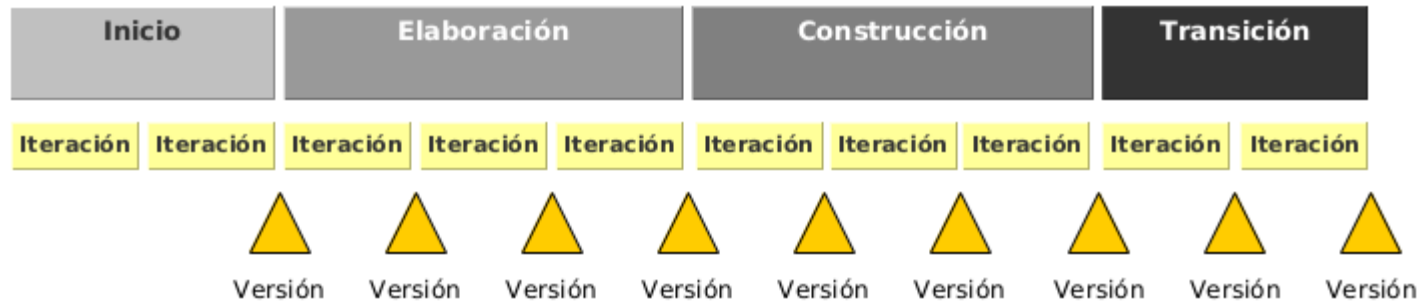 Inicio Elaboración Construcción Transición
Iteración Iteración Iteración Iteración Iteración Iteración Iteración Iteración Iteración Iteración
Versión Versión Versión Versión Versión Versión Versión Versión Versión